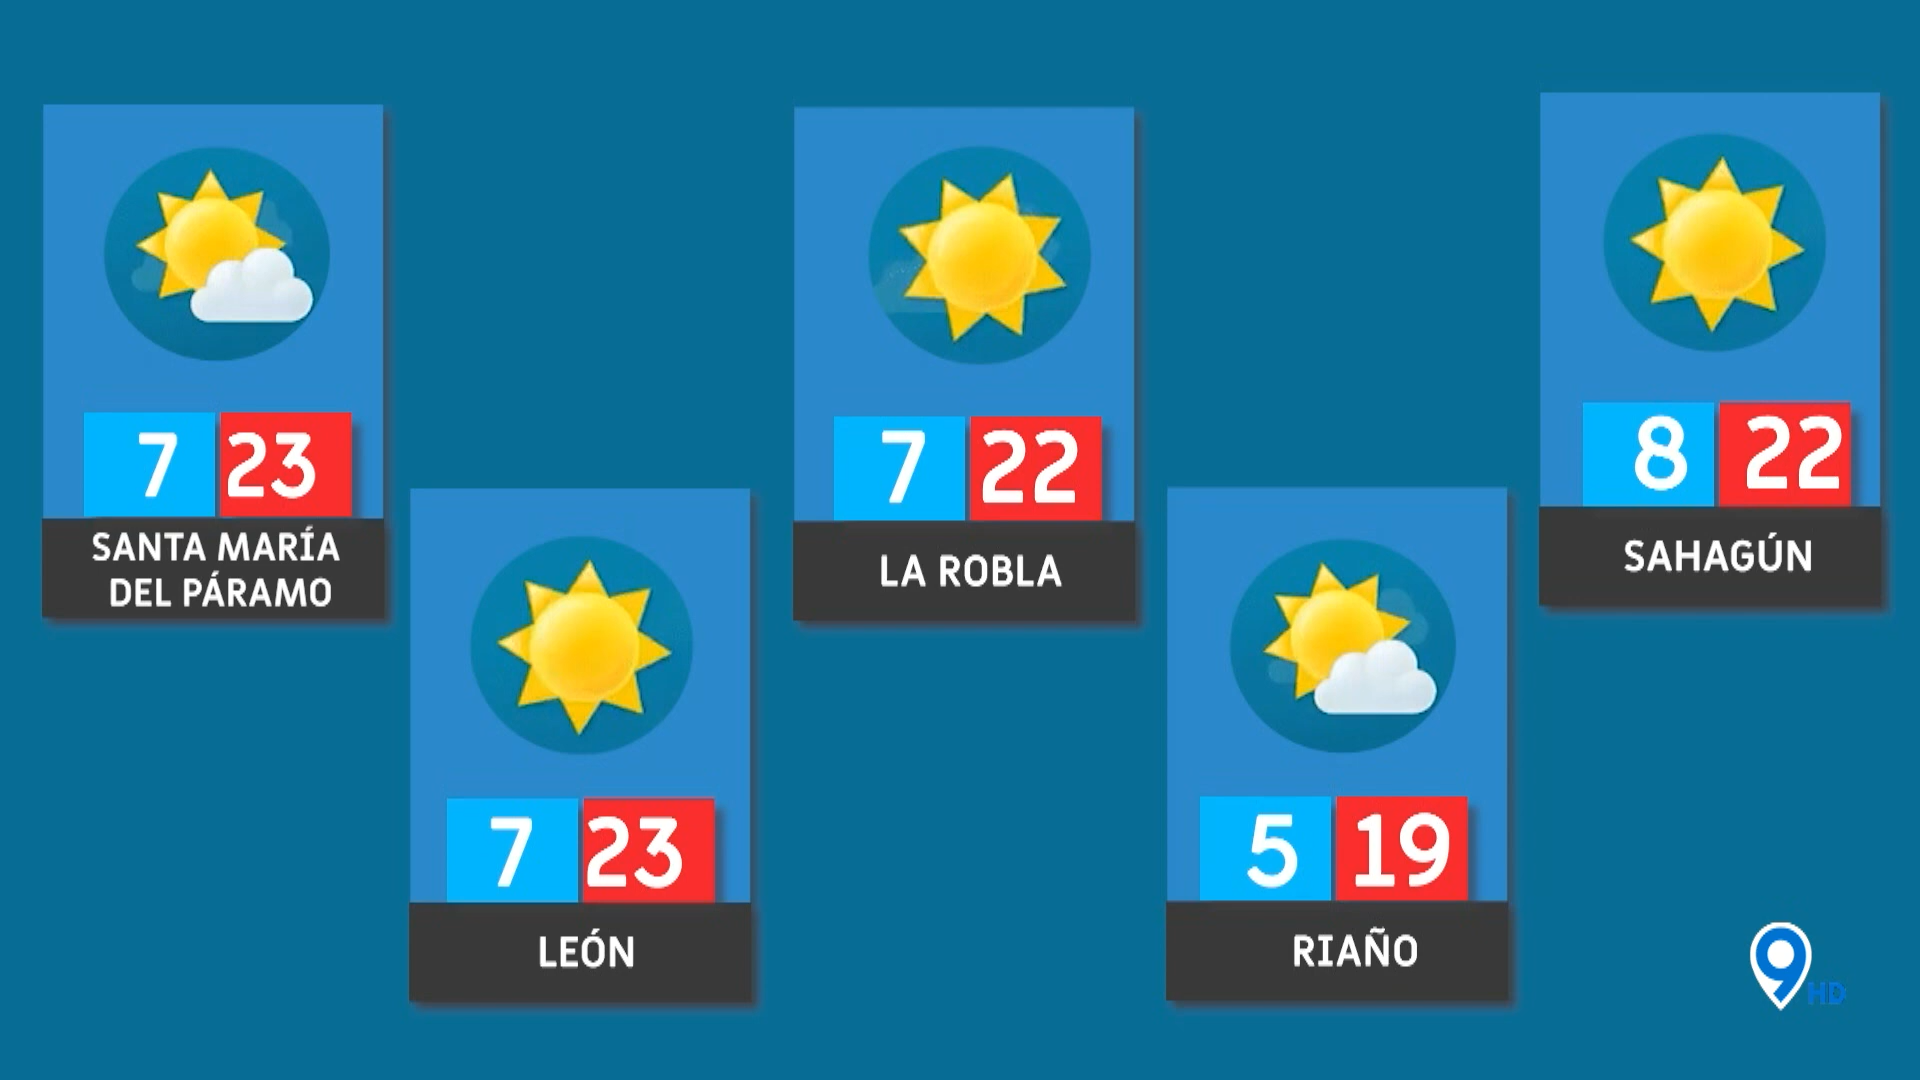 7 23
SANTA MARÍA
DEL PÁRAMO
7 23
LEÓN
7 22
LA ROBLA
5 19
RIAÑO
8 22
SAHAGÚN
9 HD